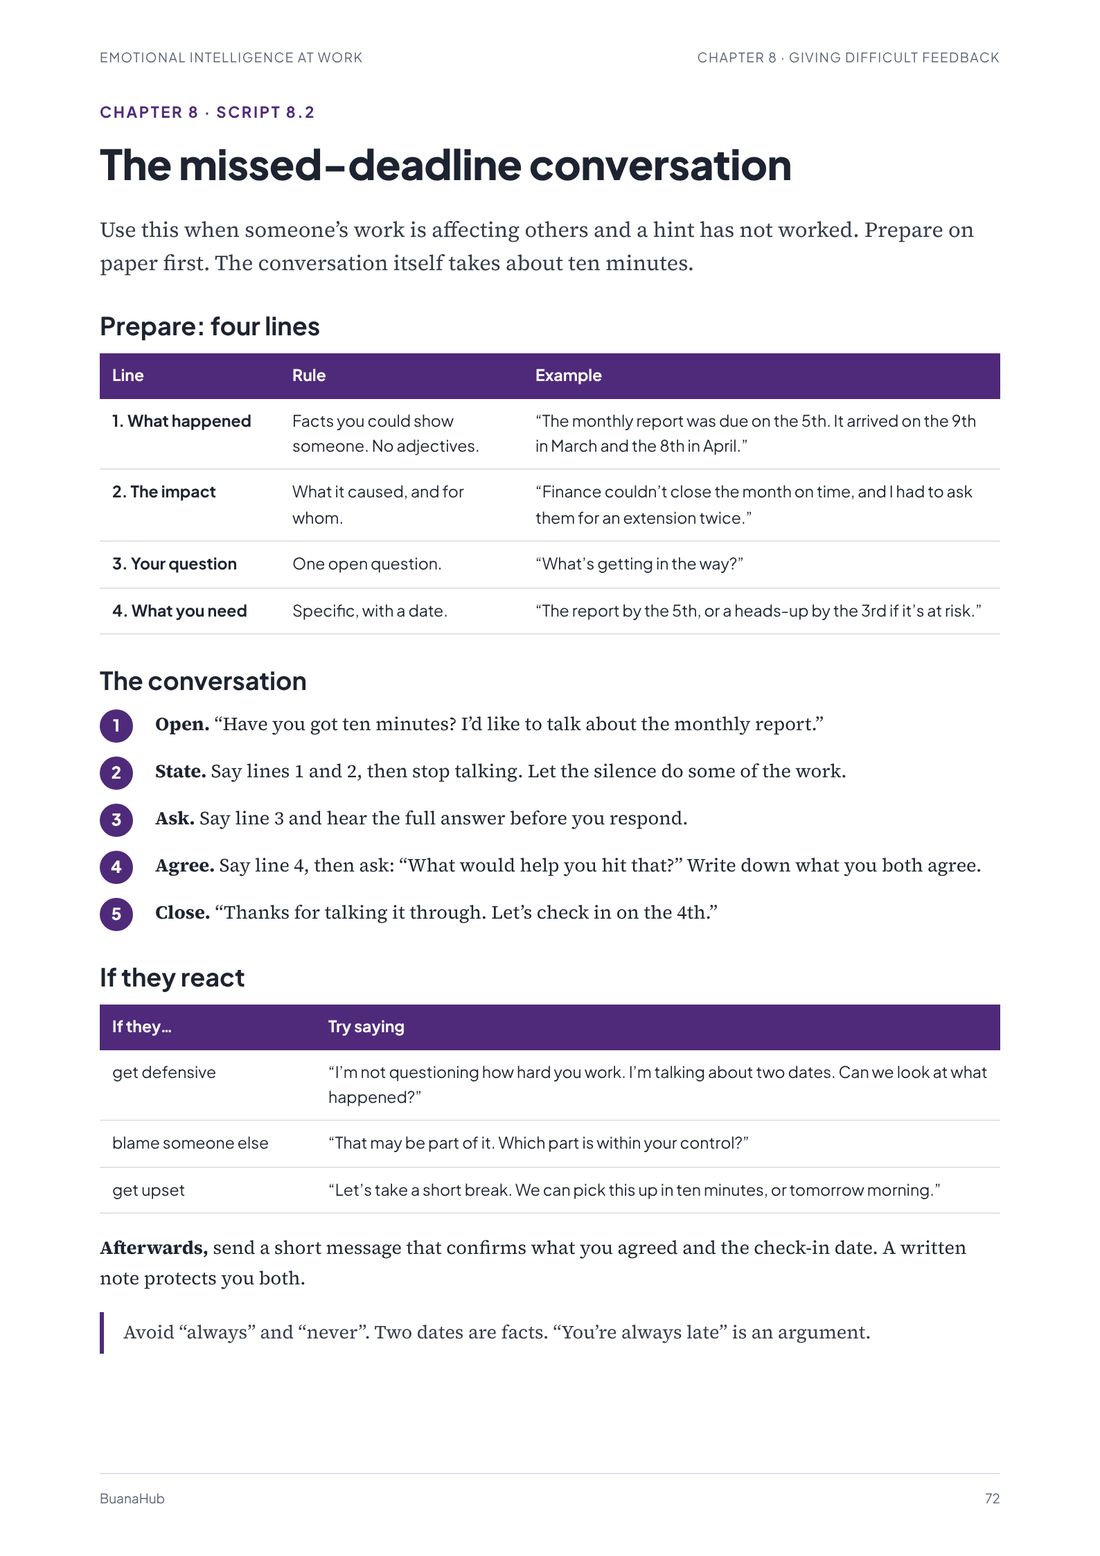 EMOTIONAL INTELLIGENCE AT WORK
CHAPTER 8 · GIVING DIFFICULT FEEDBACK
CHAPTER 8 · SCRIPT 8.2
The missed–deadline conversation
Use this when someone’s work is affecting others and a hint has not worked. Prepare on
paper first. The conversation itself takes about ten minutes.
Prepare: four lines
Line Rule Example
1. What happened Facts you could show “The monthly report was due on the 5th. It arrived on the 9th
someone. No adjectives. in March and the 8th in April.”
2. The impact What it caused, and for “Finance couldn’t close the month on time, and I had to ask
whom. them for an extension twice.”
3. Your question One open question. “What’s getting in the way?”
4. What you need Specific, with a date. “The report by the 5th, or a heads-up by the 3rd if it’s at risk.”
The conversation
1 Open. “Have you got ten minutes? I’d like to talk about the monthly report.”
2 State. Say lines 1 and 2, then stop talking. Let the silence do some of the work.
3 Ask. Say line 3 and hear the full answer before you respond.
4 Agree. Say line 4, then ask: “What would help you hit that?” Write down what you both agree.
5 Close. “Thanks for talking it through. Let’s check in on the 4th.”
If they react
If they… Try saying
get defensive “I’m not questioning how hard you work. I’m talking about two dates. Can we look at what
happened?”
blame someone else “That may be part of it. Which part is within your control?”
get upset “Let’s take a short break. We can pick this up in ten minutes, or tomorrow morning.”
Afterwards, send a short message that confirms what you agreed and the check-in date. A written
note protects you both.
Avoid “always” and “never”. Two dates are facts. “You’re always late” is an argument.
BuanaHub
72